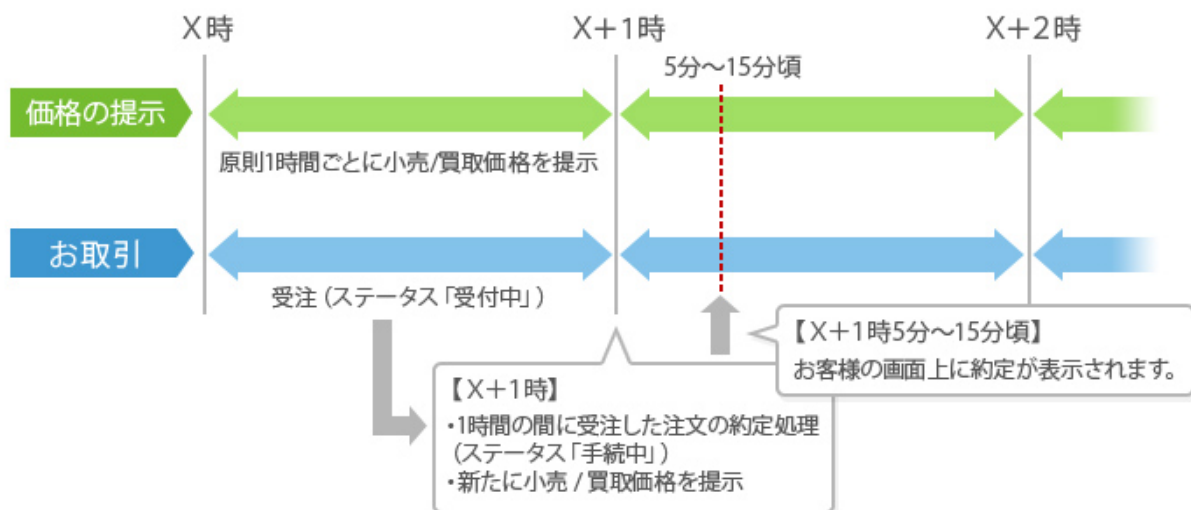 X時
X+1時
X+2時
5分～15分頃
価格の提示
原則1時間ごとに小売/買取価格を提示
お取引
受注（ステータス「受付中」）
【X+1時5分～15分頃】
お客様の画面上に約定が表示されます。
【X+1時】
・1時間の間に受注した注文の約定処理
（ステータス「手続中」）
・新たに小売 / 買取価格を提示